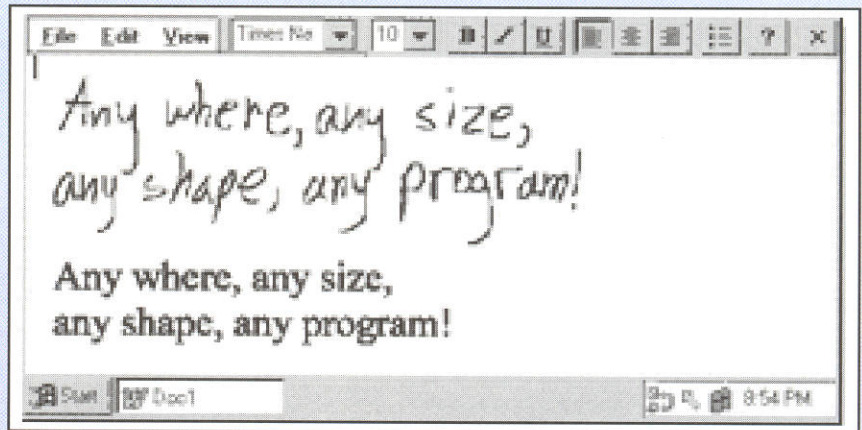 File Edit View Times Ne 10 B I U ?
Any where, any size,
any shape, any program!
Any where, any size,
any shape, any program!
Start Doc1 8:54 PM